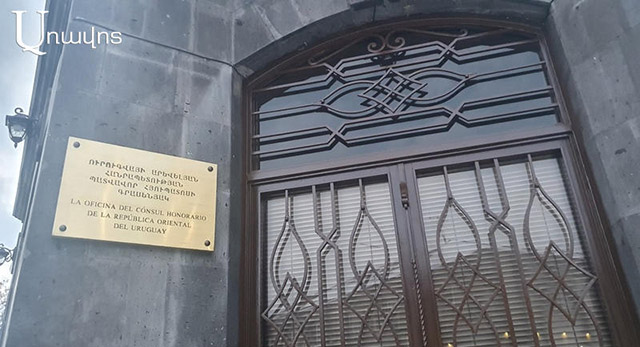 Առավոտ
ՈՒՐՈՒԳՎԱՅԻ ԱՐԵՎԵԼՅԱՆ
ՀԱՆՐԱՊԵՏՈՒԹՅԱՆ
ՊԱՏՎԱՎՈՐ ՀՅՈՒՊԱՏՈՍԻ
ԳՐԱՍԵՆՅԱԿ
LA OFICINA DEL CÓNSUL HONORARIO
DE LA REPÚBLICA ORIENTAL
DEL URUGUAY